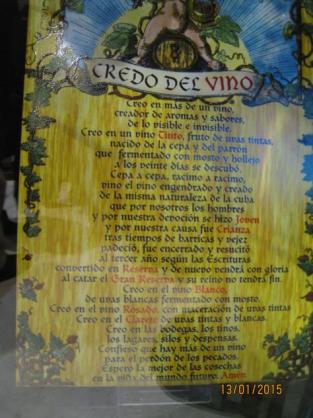 CREDO DEL VINO
Creo en más de un vino,
creador de aromas y sabores,
de lo visible e invisible.
Creo en un vino Tinto, fruto de uvas tintas,
nacido de la cepa y del patrón
que fermentado con mosto y hollejo
a los veinte días se descubó.
Cepa a cepa, racimo a racimo,
vino el vino engendrado y creado
de la misma naturaleza de la cuba
que por nosotros los hombres
y por nuestra devoción se hizo Joven
y por nuestra causa fue Crianza
tras tiempos de barricas y vejez
padeció, fue encerrado y resucitó
al tercer año según las Escrituras
convertido en Reserva y de nuevo vendrá con gloria
al catar el Gran Reserva y su reino no tendrá fin.
Creo en el vino Blanco,
de uvas blancas fermentado con mosto.
Creo en el vino Rosado, con maceración de uvas tintas
Creo en el Clarete de uvas tintas y blancas.
Creo en las bodegas, los tinos,
los lagares, silos y despensas.
Confieso que hay más de un vino
para el perdón de los pecados.
Espero la mejor de las cosechas
en la viña del mundo futuro. Amén
13/01/2015